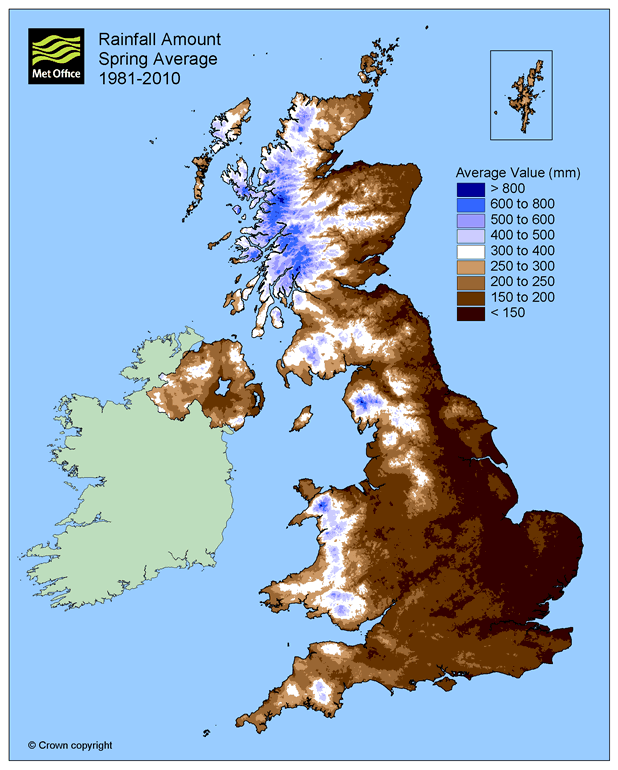 Met Office
Rainfall Amount
Spring Average
1981-2010
Average Value (mm)
> 800
600 to 800
500 to 600
400 to 500
300 to 400
250 to 300
200 to 250
150 to 200
< 150
© Crown copyright